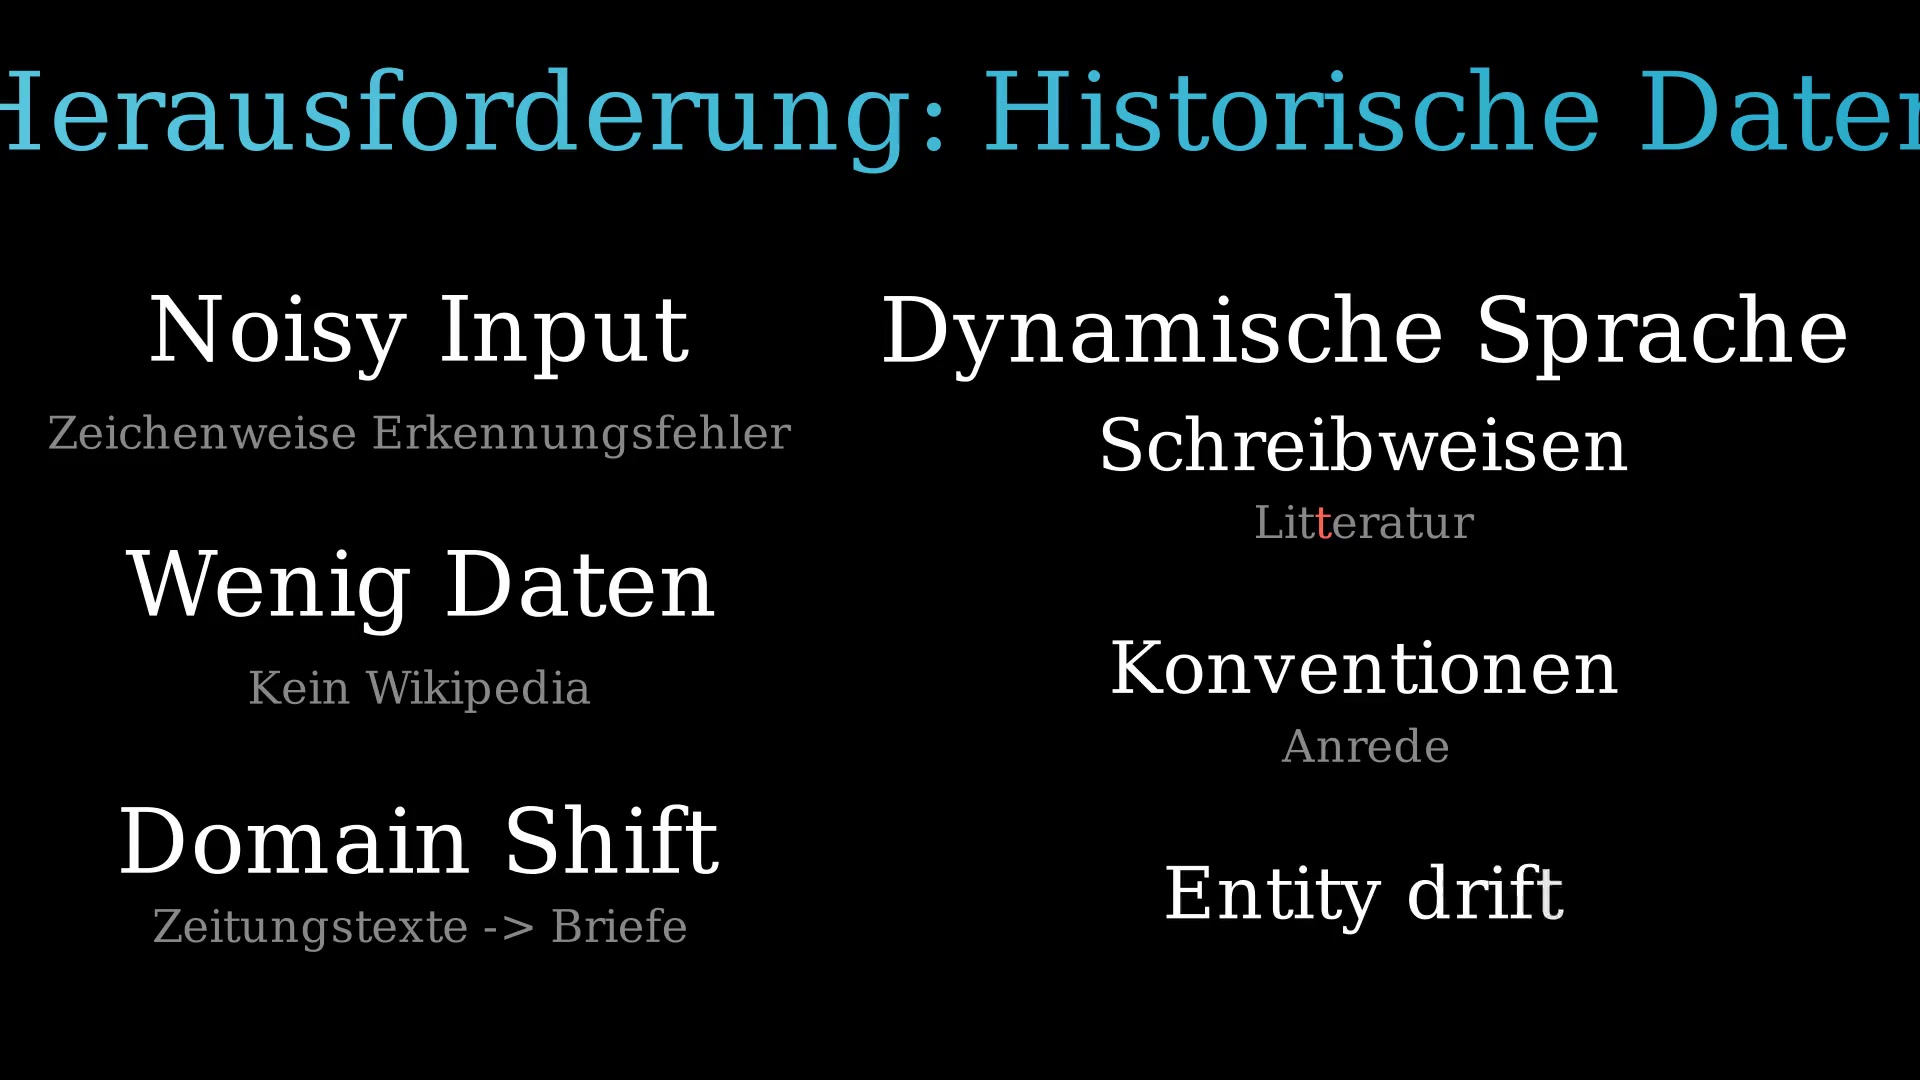 Herausforderung: Historische Daten
Noisy Input
Zeichenweise Erkennungsfehler
Wenig Daten
Kein Wikipedia
Domain Shift
Zeitungstexte -> Briefe
Dynamische Sprache
Schreibweisen
Litteratur
Konventionen
Anrede
Entity drift